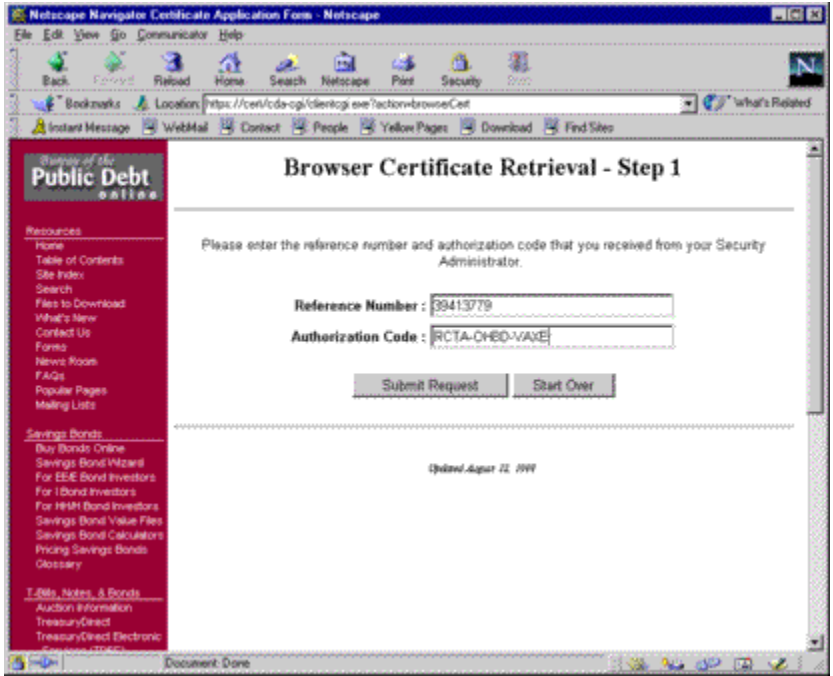 Netscape Navigator Certificate Application Form - Netscape
File Edit View Go Communicator Help
Back Forward Reload Home Search Netscape Print Security Stop
Bookmarks Location: https://cert/cda-cgi/clientcgi.exe?action=browseCert What's Related
Instant Message WebMail Contact People Yellow Pages Download Find Sites
Bureau of the
Public Debt
online
Browser Certificate Retrieval - Step 1
Please enter the reference number and authorization code that you received from your Security
Administrator.
Reference Number : 39413779
Authorization Code : RCTA-OHBD-VAXE
Submit Request Start Over
Updated August 12, 
Resources
Home
Table of Contents
Site Index
Search
Files to Download
What's New
Contact Us
Forms
News Room
FAQs
Popular Pages
Mailing Lists
Savings Bonds
Buy Bonds Online
Savings Bond Wizard
For EE/E Bond Investors
For I Bond Investors
For HH/H Bond Investors
Savings Bond Value Files
Savings Bond Calculators
Pricing Savings Bonds
Glossary
T-Bills, Notes, & Bonds
Auction Information
TreasuryDirect
TreasuryDirect Electronic
Document: Done